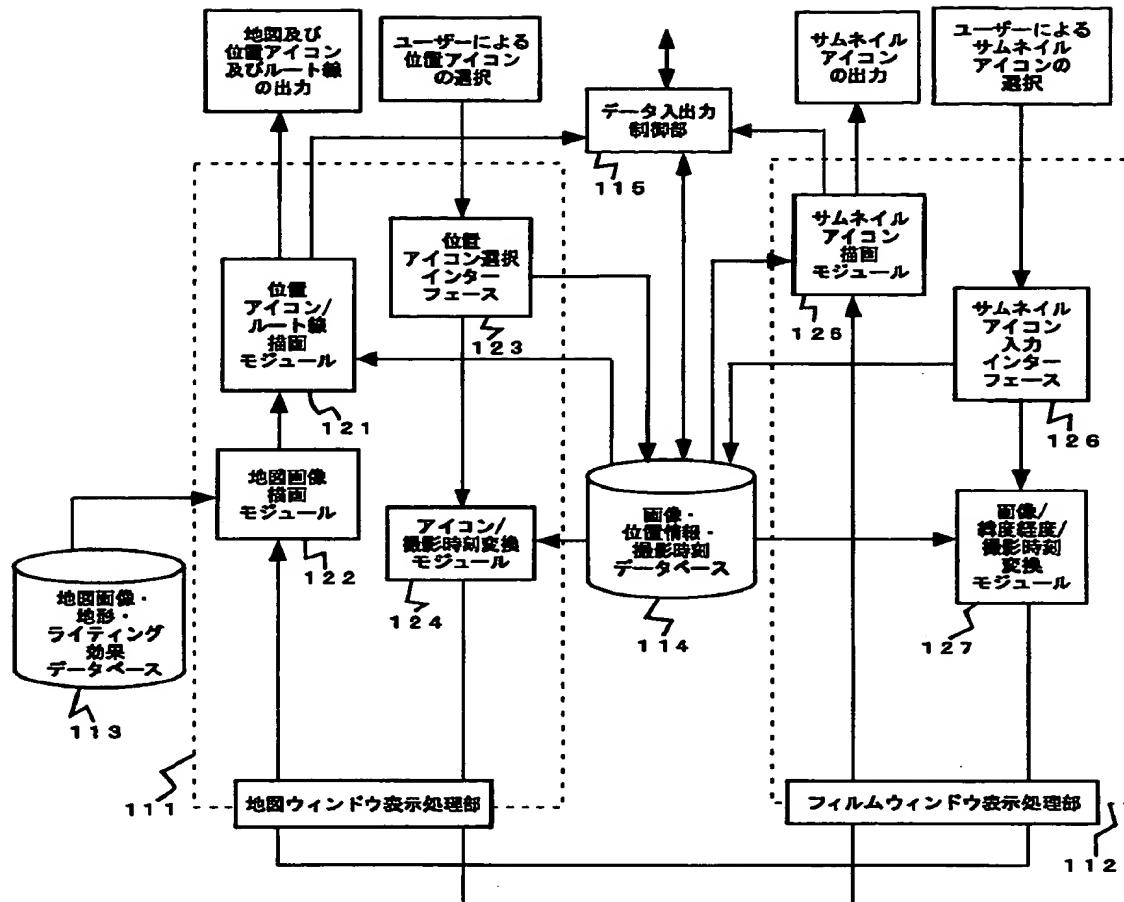 地図及び
位置アイコン
及びルート線
の出力
ユーザーによる
位置アイコン
の選択
データ入出力
制御部
115
サムネイル
アイコン
の出力
ユーザーによる
サムネイル
アイコンの
選択
位置
アイコン/
ルート線
描画
モジュール
121
位置
アイコン選択
インター
フェース
123
サムネイル
アイコン
描画
モジュール
126
サムネイル
アイコン
入力
インター
フェース
126
地図画像
描画
モジュール
122
アイコン/
撮影時刻変換
モジュール
124
画像・
位置情報・
撮影時刻
データベース
114
画像/
緯度経度/
撮影時刻
変換
モジュール
127
地図画像・
地形・
ライティング
効果
データベース
113
111
地図ウィンドウ表示処理部
フィルムウィンドウ表示処理部
112